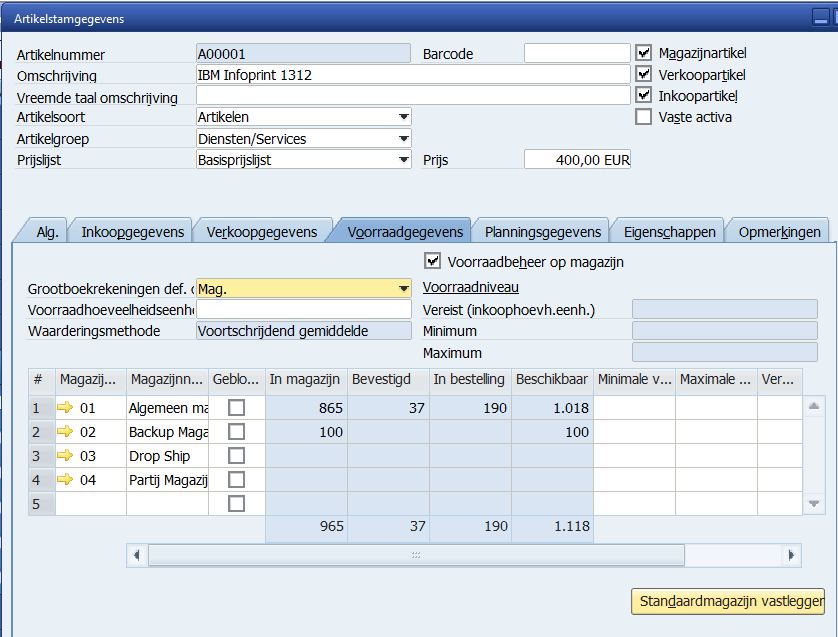 Artikelstamgegevens
Artikelnummer A00001 Barcode Magazijnartikel
Omschrijving IBM Infoprint 1312 Verkoopartikel
Vreemde taal omschrijving Inkoopartikel
Artikelsoort Artikelen Vaste activa
Artikelgroep Diensten/Services
Prijslijst Basisprijslijst Prijs 400,00 EUR
Alg. Inkoopgegevens Verkoopgegevens Voorraadgegevens Planningsgegevens Eigenschappen Opmerkingen
Voorraadbeheer op magazijn
Grootboekrekeningen def. Mag. Voorraadniveau
Voorraadhoeveelheidseenh Vereist (inkoophoevh.eenh.)
Waarderingsmethode Voortschrijdend gemiddelde Minimum
Maximum
# Magazij... Magazijnn... Geblo... In magazijn Bevestigd In bestelling Beschikbaar Minimale v... Maximale ... Ver...
1 01 Algemeen ma 865 37 190 1.018
2 02 Backup Maga 100 100
3 03 Drop Ship
4 04 Partij Magazij
5
965 37 190 1.118
Standaardmagazijn vastleggen